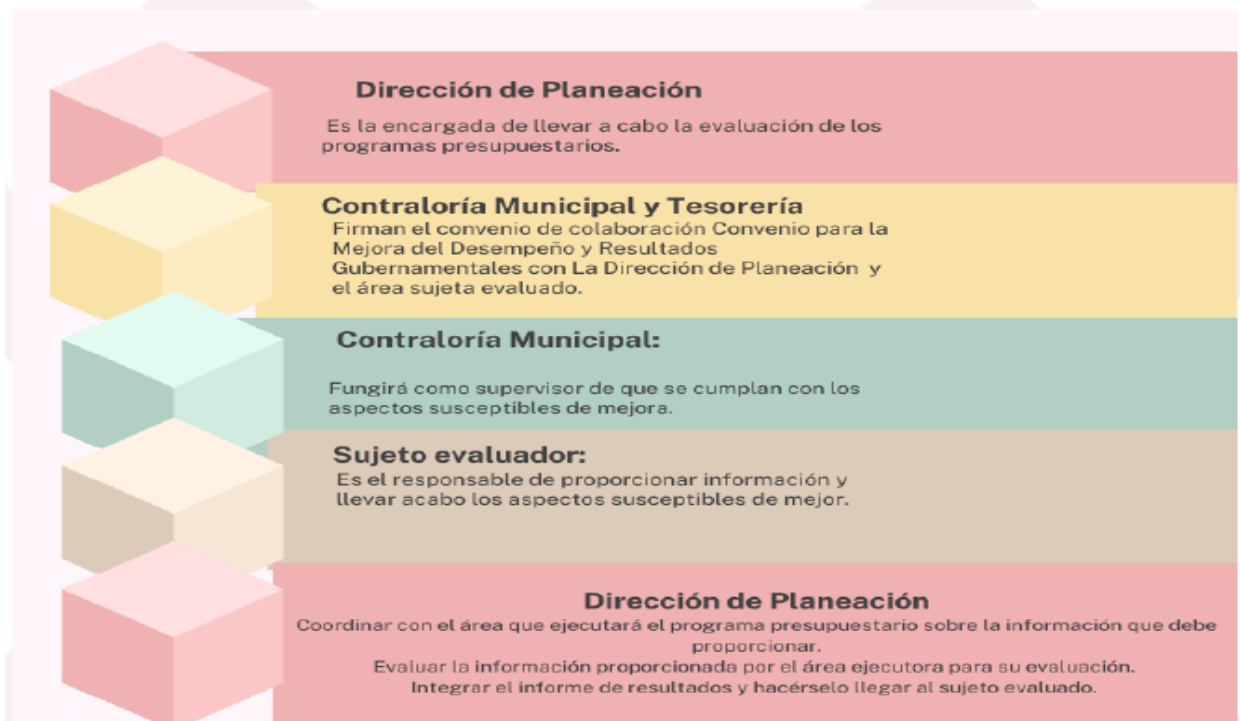 Dirección de Planeación
Es la encargada de llevar a cabo la evaluación de los
programas presupuestarios.
Contraloría Municipal y Tesorería
Firman el convenio de colaboración Convenio para la
Mejora del Desempeño y Resultados
Gubernamentales con La Dirección de Planeación y
el área sujeta evaluado.
Contraloría Municipal:
Fungirá como supervisor de que se cumplan con los
aspectos susceptibles de mejora.
Sujeto evaluador:
Es el responsable de proporcionar información y
llevar acabo los aspectos susceptibles de mejor.
Dirección de Planeación
Coordinar con el área que ejecutará el programa presupuestario sobre la información que debe
proporcionar.
Evaluar la información proporcionada por el área ejecutora para su evaluación.
Integrar el informe de resultados y hacérselo llegar al sujeto evaluado.